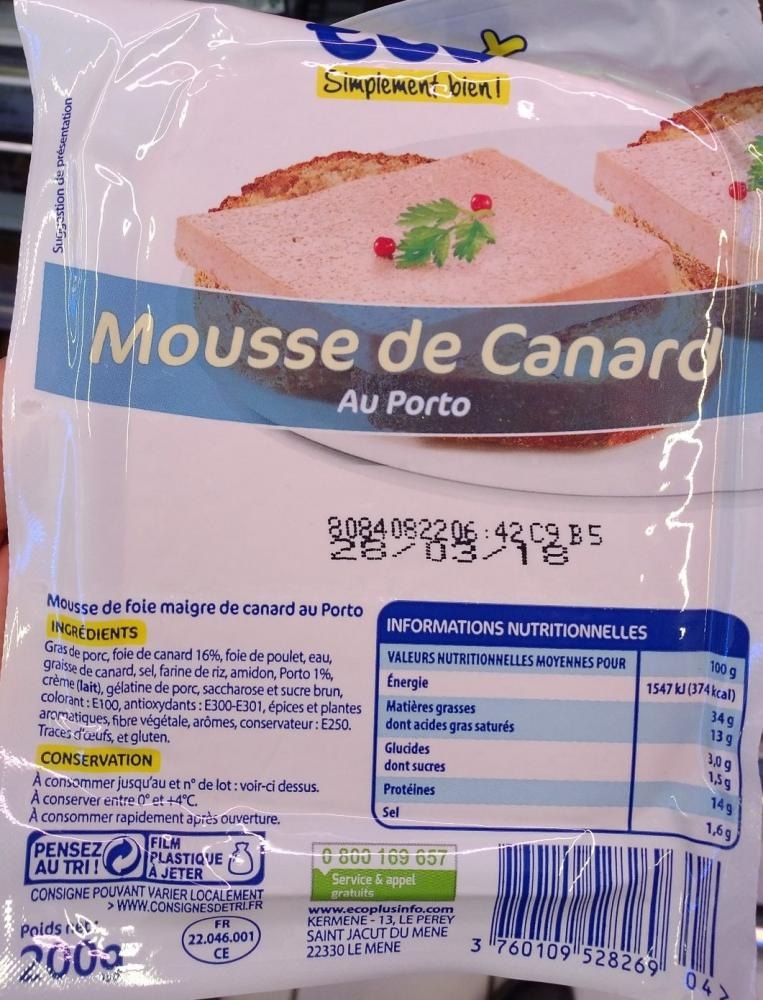 Simplement bien !
Suggestion de présentation
Mousse de Canard
Au Porto
8084082206:42 C9 B5
28/03/18
Mousse de foie maigre de canard au Porto
INGRÉDIENTS
Gras de porc, foie de canard 16%, foie de poulet, eau,
graisse de canard, sel, farine de riz, amidon, Porto 1%,
crème (lait), gélatine de porc, saccharose et sucre brun,
colorant : E100, antioxydants : E300-E301, épices et plantes
aromatiques, fibre végétale, arômes, conservateur : E250.
Traces d'œufs, et gluten.
CONSERVATION
À consommer jusqu'au et n° de lot : voir-ci dessus.
À conserver entre 0° et +4°C.
À consommer rapidement après ouverture.
PENSEZ
AU TRI !
FILM
PLASTIQUE
À JETER
CONSIGNE POUVANT VARIER LOCALEMENT
> WWW.CONSIGNESDETRI.FR
Poids net :
200g
FR
22.046.001
CE
INFORMATIONS NUTRITIONNELLES
VALEURS NUTRITIONNELLES MOYENNES POUR 100 g
Énergie 1547 kJ (374 kcal)
Matières grasses 34 g
dont acides gras saturés 13 g
Glucides 3,0 g
dont sucres 1,5 g
Protéines 14 g
Sel 1,6 g
0 800 169 657
Service & appel
gratuits
www.ecoplusinfo.com
KERMENE - 13, LE PEREY
SAINT JACUT DU MENE
22330 LE MENE
3 760109 528269
04 >